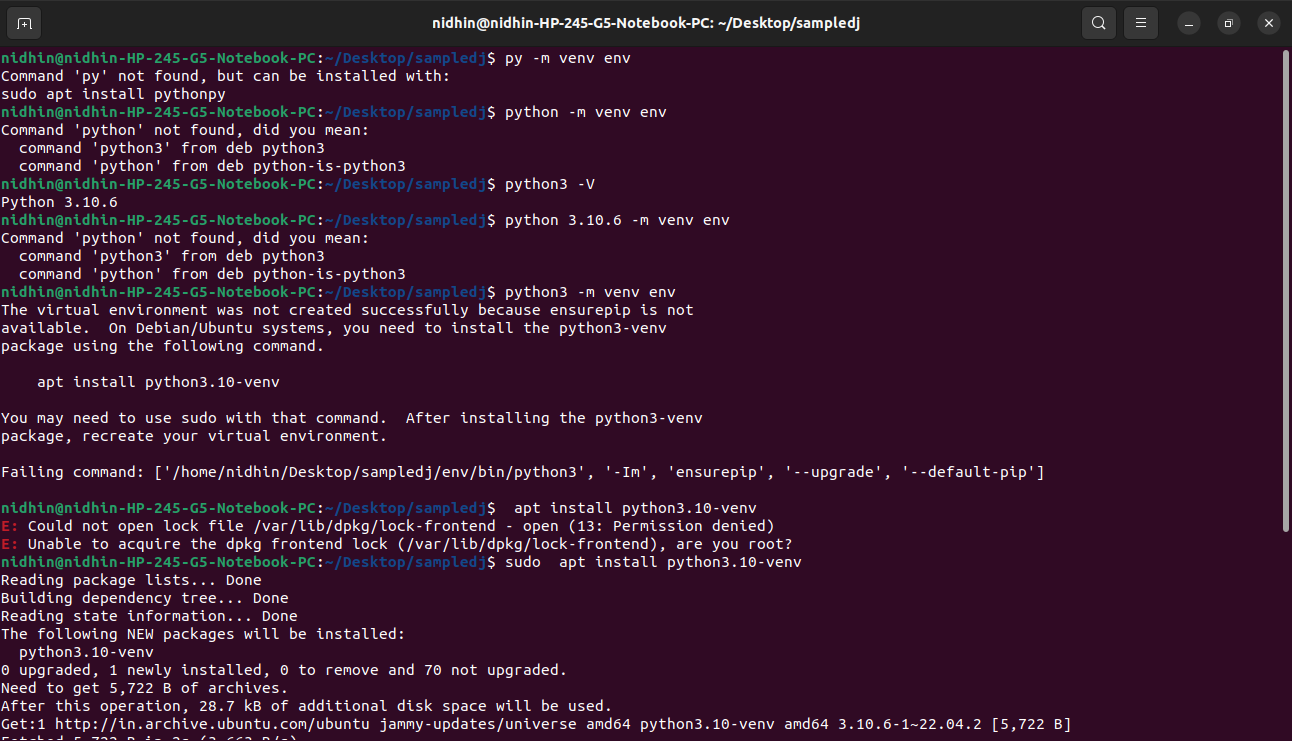 nidhin@nidhin-HP-245-G5-Notebook-PC: ~/Desktop/sampledj
nidhin@nidhin-HP-245-G5-Notebook-PC:~/Desktop/sampledj$ py -m venv env
Command 'py' not found, but can be installed with:
sudo apt install pythonpy
nidhin@nidhin-HP-245-G5-Notebook-PC:~/Desktop/sampledj$ python -m venv env
Command 'python' not found, did you mean:
  command 'python3' from deb python3
  command 'python' from deb python-is-python3
nidhin@nidhin-HP-245-G5-Notebook-PC:~/Desktop/sampledj$ python3 -V
Python 3.10.6
nidhin@nidhin-HP-245-G5-Notebook-PC:~/Desktop/sampledj$ python 3.10.6 -m venv env
Command 'python' not found, did you mean:
  command 'python3' from deb python3
  command 'python' from deb python-is-python3
nidhin@nidhin-HP-245-G5-Notebook-PC:~/Desktop/sampledj$ python3 -m venv env
The virtual environment was not created successfully because ensurepip is not
available.  On Debian/Ubuntu systems, you need to install the python3-venv
package using the following command.
    apt install python3.10-venv
You may need to use sudo with that command.  After installing the python3-venv
package, recreate your virtual environment.
Failing command: ['/home/nidhin/Desktop/sampledj/env/bin/python3', '-Im', 'ensurepip', '--upgrade', '--default-pip']
nidhin@nidhin-HP-245-G5-Notebook-PC:~/Desktop/sampledj$  apt install python3.10-venv
E: Could not open lock file /var/lib/dpkg/lock-frontend - open (13: Permission denied)
E: Unable to acquire the dpkg frontend lock (/var/lib/dpkg/lock-frontend), are you root?
nidhin@nidhin-HP-245-G5-Notebook-PC:~/Desktop/sampledj$ sudo  apt install python3.10-venv
Reading package lists... Done
Building dependency tree... Done
Reading state information... Done
The following NEW packages will be installed:
  python3.10-venv
0 upgraded, 1 newly installed, 0 to remove and 70 not upgraded.
Need to get 5,722 B of archives.
After this operation, 28.7 kB of additional disk space will be used.
Get:1 http://in.archive.ubuntu.com/ubuntu jammy-updates/universe amd64 python3.10-venv amd64 3.10.6-1~22.04.2 [5,722 B]
Fetched 5,722 B in 2s (3,663 B/s)